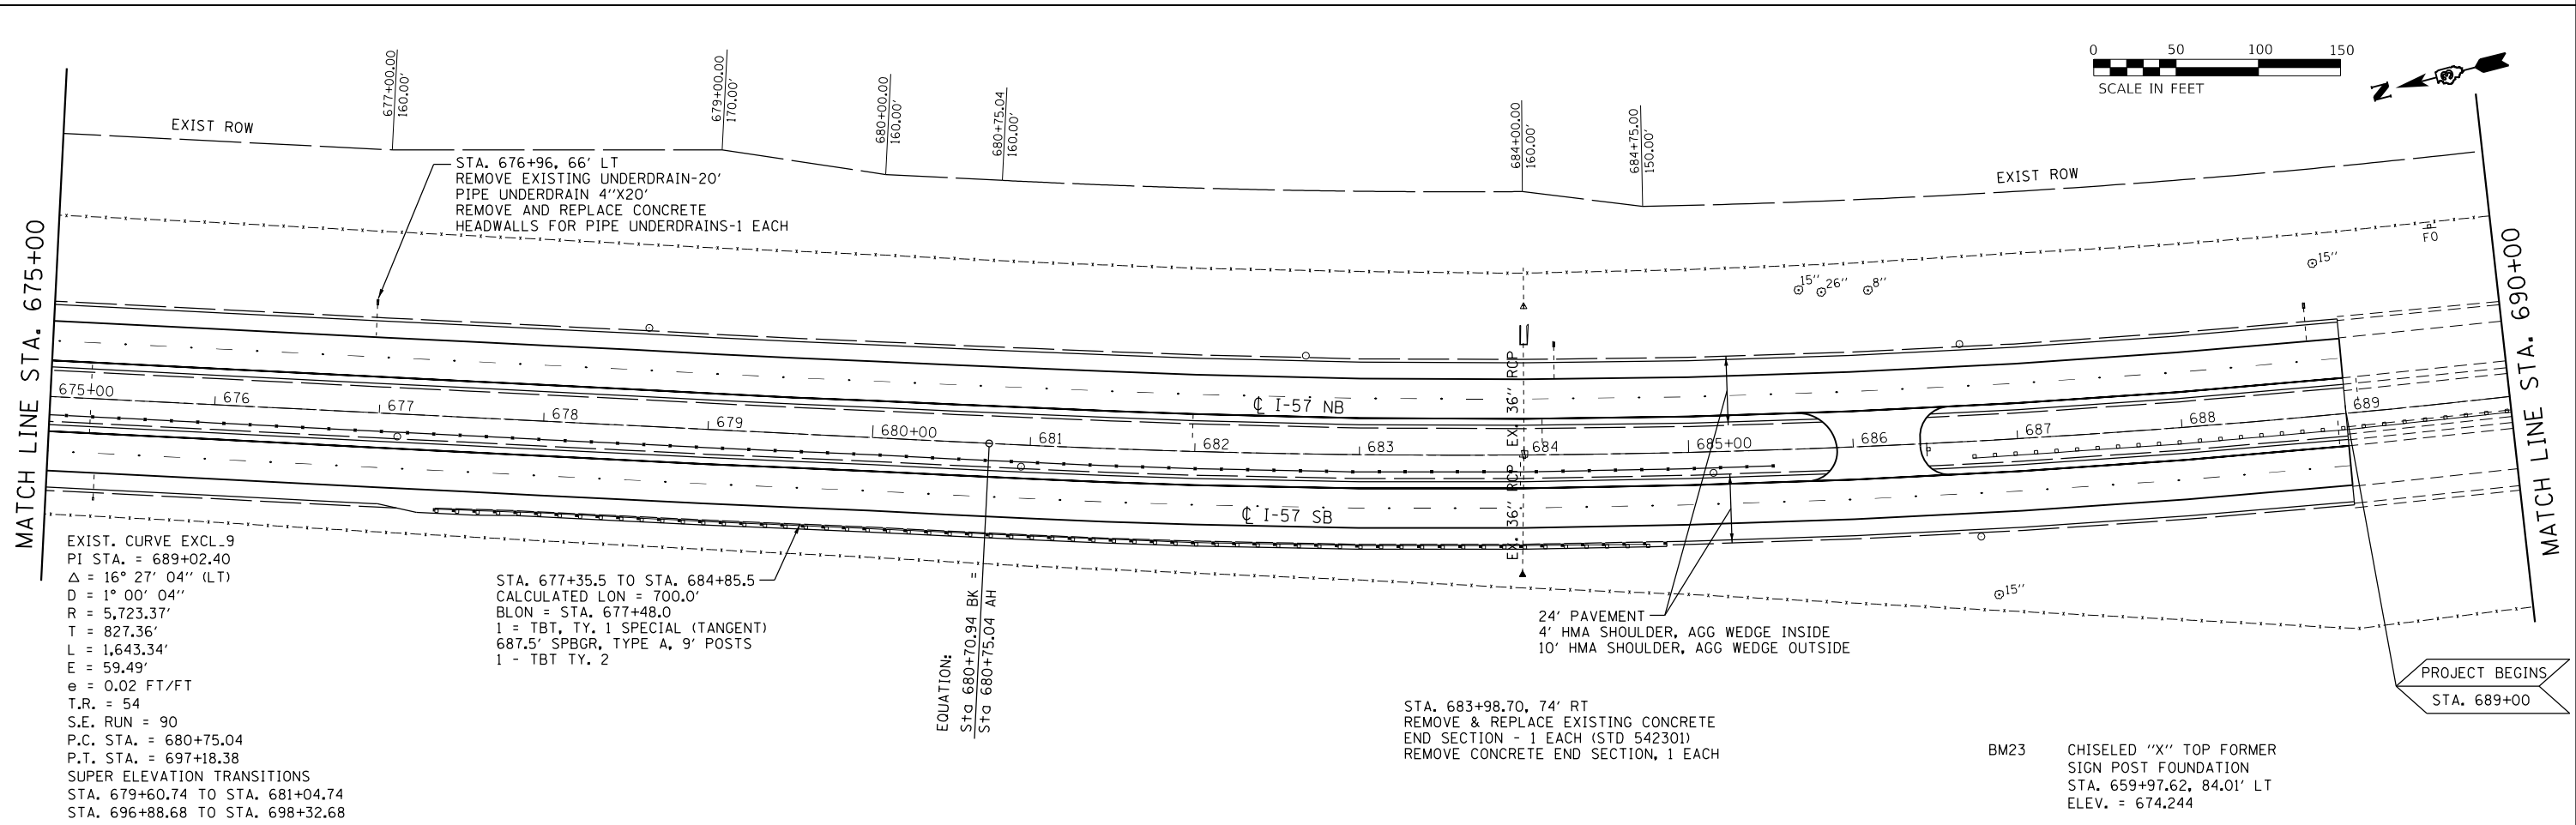 0 50 100 150
SCALE IN FEET
N
3
677+00.00
160.00'
679+00.00
170.00'
680+00.00
160.00'
680+75.04
160.00'
684+00.00
160.00'
684+75.00
150.00'
EXIST ROW
EXIST ROW
STA. 676+96, 66' LT
REMOVE EXISTING UNDERDRAIN-20'
PIPE UNDERDRAIN 4"X20'
REMOVE AND REPLACE CONCRETE
HEADWALLS FOR PIPE UNDERDRAINS-1 EACH
MATCH LINE STA. 675+00
MATCH LINE STA. 690+00
FO
15"
15"
26"
8"
675+00
676
677
678
679
680+00
681
682
683
684
685+00
686
687
688
689
℄ I-57 NB
℄ I-57 SB
EX. 36" RCP
EX. 36" RCP
15"
EXIST. CURVE EXCL_9
PI STA. = 689+02.40
Δ = 16° 27' 04" (LT)
D = 1° 00' 04"
R = 5,723.37'
T = 827.36'
L = 1,643.34'
E = 59.49'
e = 0.02 FT/FT
T.R. = 54
S.E. RUN = 90
P.C. STA. = 680+75.04
P.T. STA. = 697+18.38
SUPER ELEVATION TRANSITIONS
STA. 679+60.74 TO STA. 681+04.74
STA. 696+88.68 TO STA. 698+32.68
STA. 677+35.5 TO STA. 684+85.5
CALCULATED LON = 700.0'
BLON = STA. 677+48.0
1 = TBT, TY. 1 SPECIAL (TANGENT)
687.5' SPBGR, TYPE A, 9' POSTS
1 - TBT TY. 2
EQUATION:
Sta 680+70.94 BK =
Sta 680+75.04 AH
24' PAVEMENT
4' HMA SHOULDER, AGG WEDGE INSIDE
10' HMA SHOULDER, AGG WEDGE OUTSIDE
STA. 683+98.70, 74' RT
REMOVE & REPLACE EXISTING CONCRETE
END SECTION - 1 EACH (STD 542301)
REMOVE CONCRETE END SECTION, 1 EACH
PROJECT BEGINS
STA. 689+00
BM23 CHISELED "X" TOP FORMER
SIGN POST FOUNDATION
STA. 659+97.62, 84.01' LT
ELEV. = 674.244